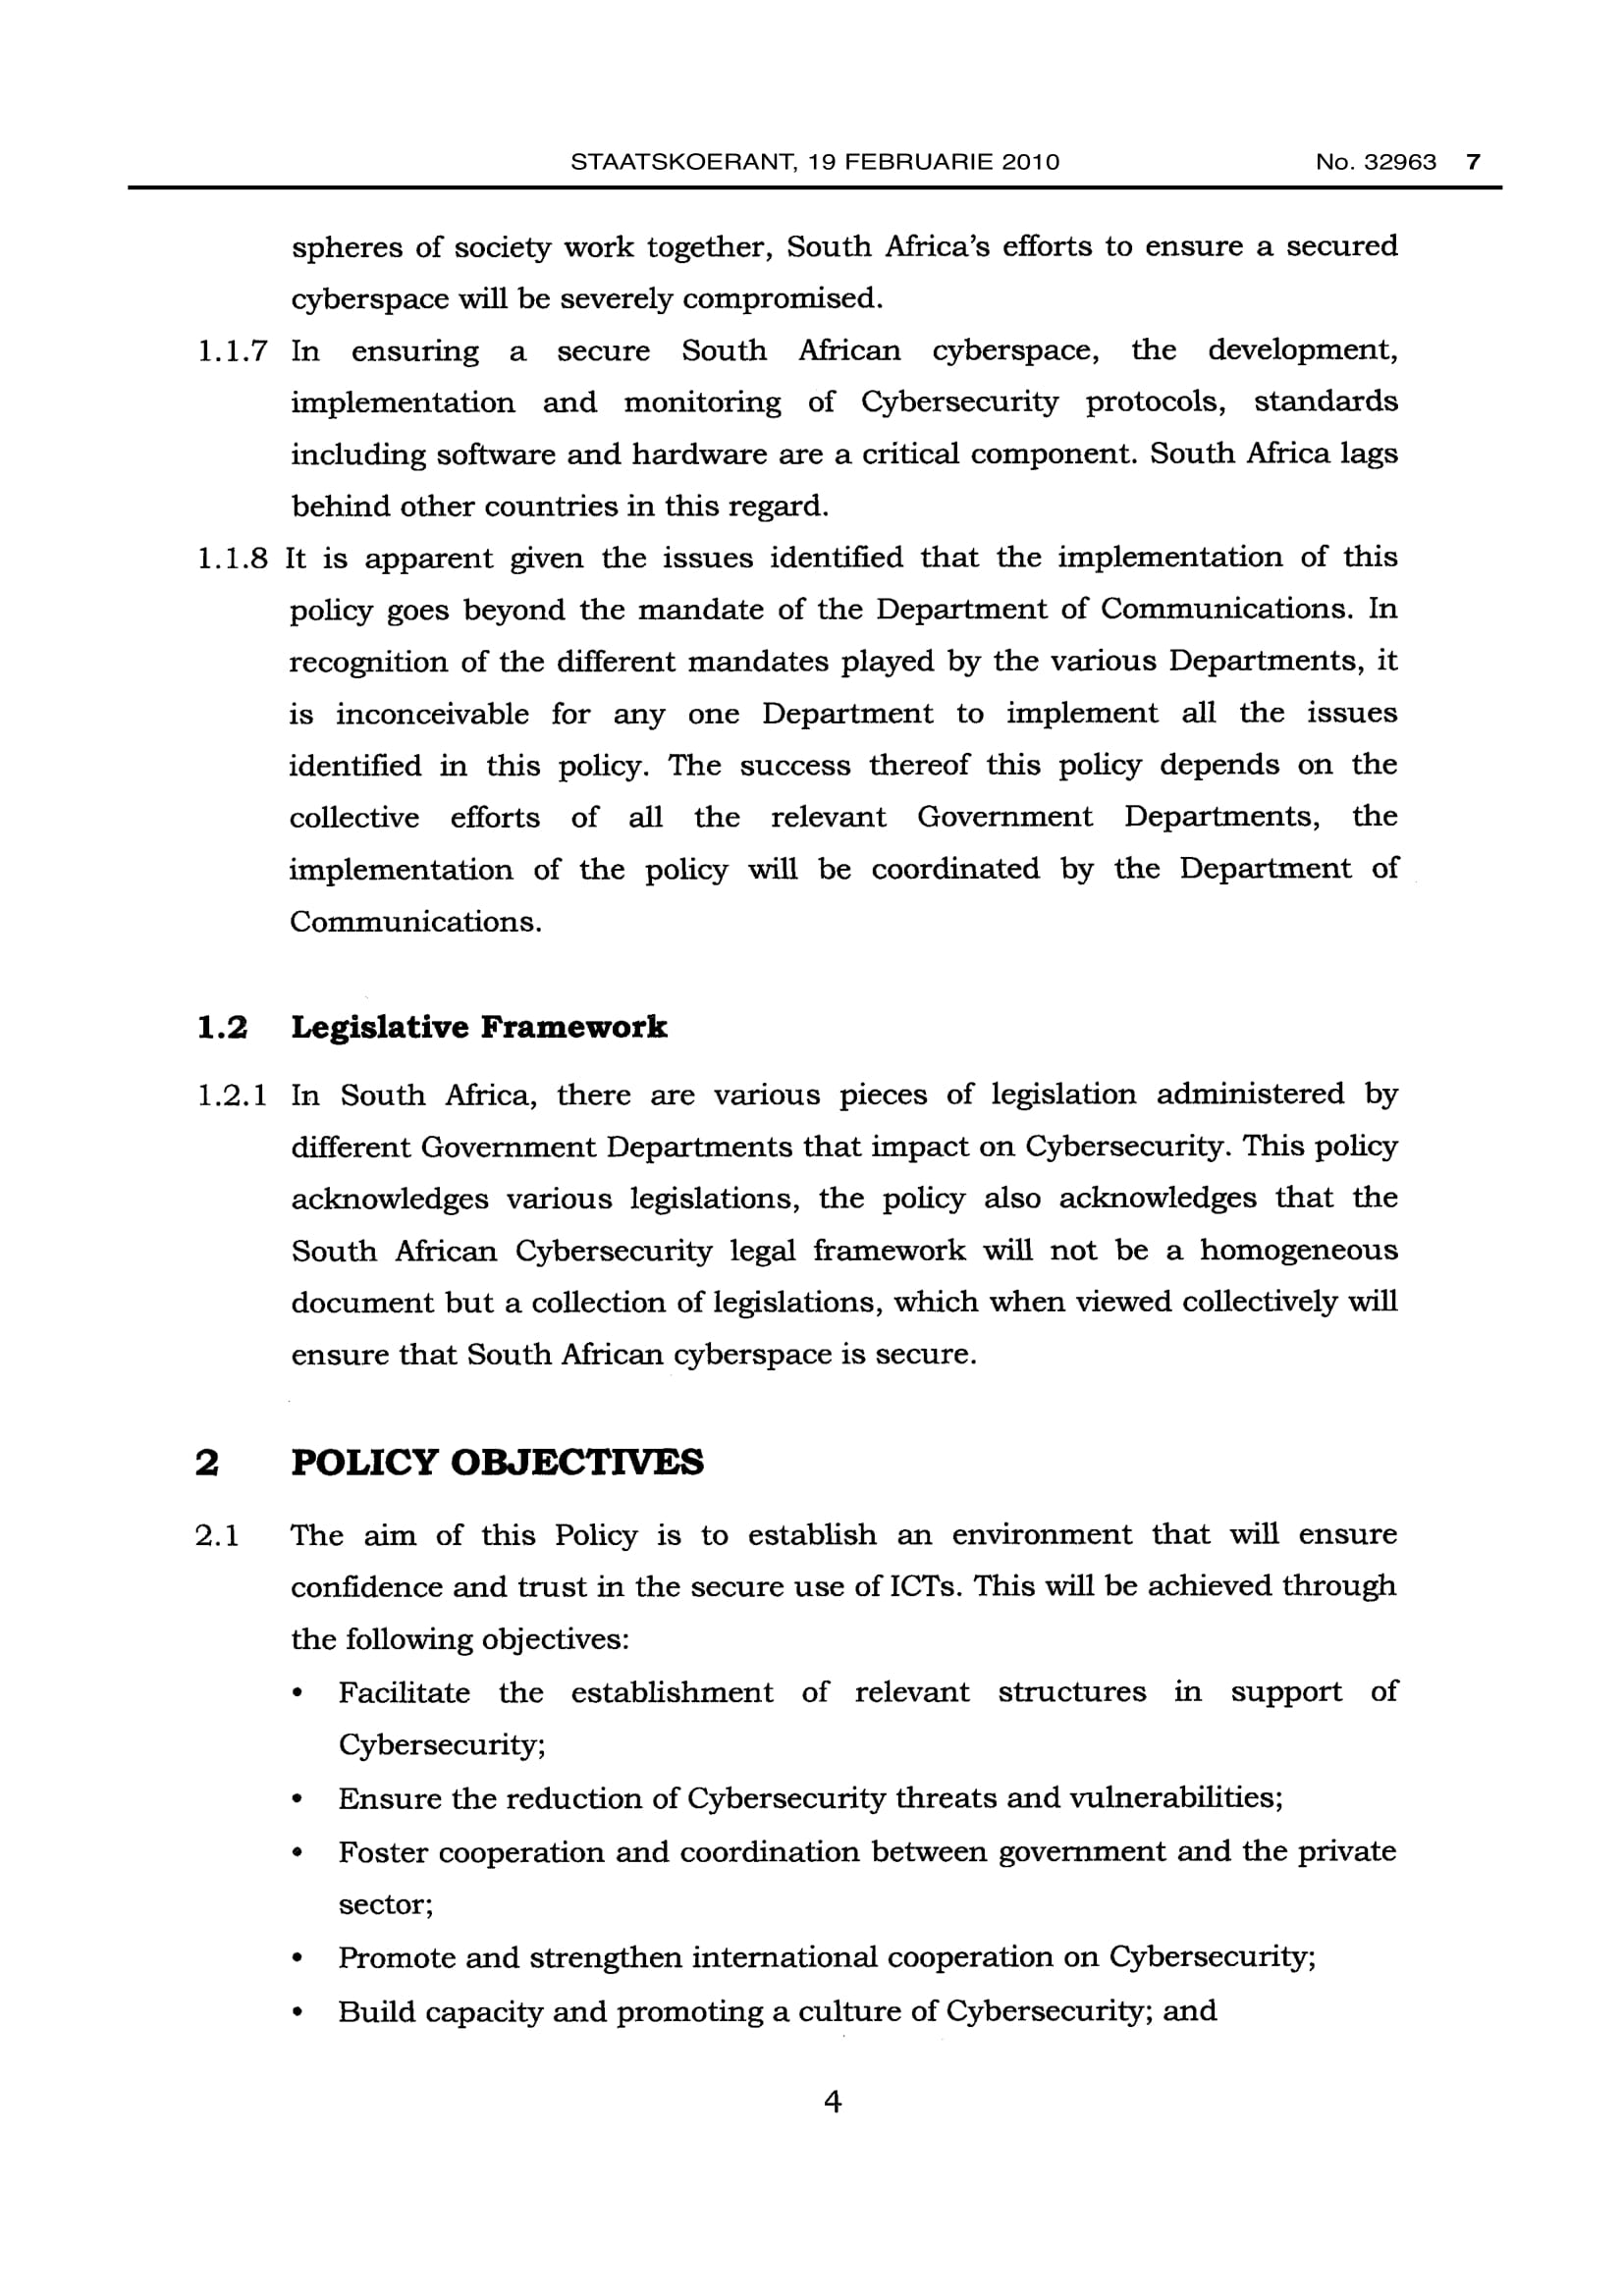 STAATSKOERANT, 19 FEBRUARIE 2010 No. 32963 7
spheres of society work together, South Africa's efforts to ensure a secured
cyberspace will be severely compromised.
1.1.7 In ensuring a secure South African cyberspace, the development,
implementation and monitoring of Cybersecurity protocols, standards
including software and hardware are a critical component. South Africa lags
behind other countries in this regard.
1.1.8 It is apparent given the issues identified that the implementation of this
policy goes beyond the mandate of the Department of Communications. In
recognition of the different mandates played by the various Departments, it
is inconceivable for any one Department to implement all the issues
identified in this policy. The success thereof this policy depends on the
collective efforts of all the relevant Government Departments, the
implementation of the policy will be coordinated by the Department of
Communications.
1.2 Legislative Framework
1.2.1 In South Africa, there are various pieces of legislation administered by
different Government Departments that impact on Cybersecurity. This policy
acknowledges various legislations, the policy also acknowledges that the
South African Cybersecurity legal framework will not be a homogeneous
document but a collection of legislations, which when viewed collectively will
ensure that South African cyberspace is secure.
2 POLICY OBJECTIVES
2.1 The aim of this Policy is to establish an environment that will ensure
confidence and trust in the secure use of ICTs. This will be achieved through
the following objectives:
• Facilitate the establishment of relevant structures in support of
Cybersecurity;
• Ensure the reduction of Cybersecurity threats and vulnerabilities;
• Foster cooperation and coordination between government and the private
sector;
• Promote and strengthen international cooperation on Cybersecurity;
• Build capacity and promoting a culture of Cybersecurity; and
4